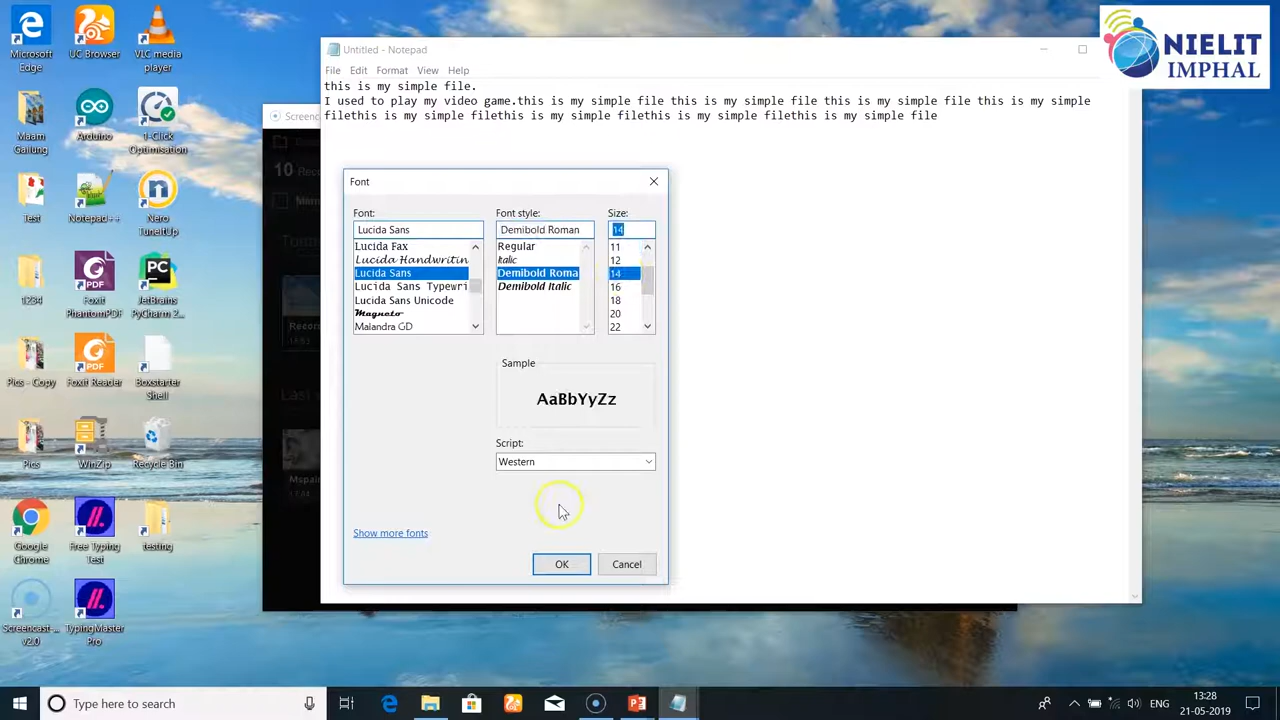 Microsoft
Edge
UC Browser
VLC media
player
Maam
Gailung
Arduino
1-Click
Optimisation
Test
Notepad++
Nero
TuneItUp
1234
Foxit
PhantomPDF
JetBrains
PyCharm 2...
Pics - Copy
Foxit Reader
Boxstarter
Shell
Pics
WinZip
Recycle Bin
Google
Chrome
Free Typing
Test
testing
Screencast-...
v2.0
TypingMaster
Pro
NIELIT
IMPHAL
Untitled - Notepad
File Edit Format View Help
this is my simple file.
I used to play my video game.this is my simple file this is my simple file this is my simple file this is my simple
filethis is my simple filethis is my simple filethis is my simple filethis is my simple file
Screenc
10 Rec
Font
Font: Font style: Size:
Lucida Sans Demibold Roman 14
Lucida Fax
Lucida Handwritin
Lucida Sans
Lucida Sans Typewri
Lucida Sans Unicode
Magneto
Maiandra GD
Regular
Italic
Demibold Roma
Demibold Italic
11
12
14
16
18
20
22
Sample
AaBbYyZz
Script:
Western
Show more fonts
OK Cancel
Type here to search
ENG
13:28
21-05-2019